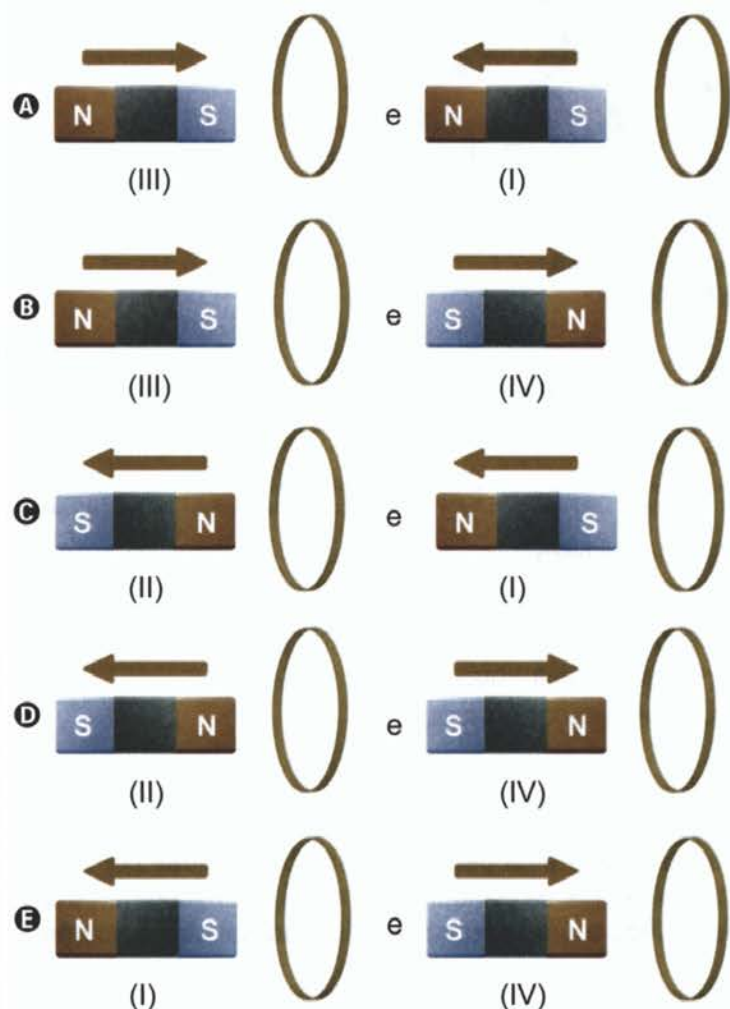 A N S e N S
(III) (I)
B N S e S N
(III) (IV)
C S N e N S
(II) (I)
D S N e S N
(II) (IV)
E N S e S N
(I) (IV)